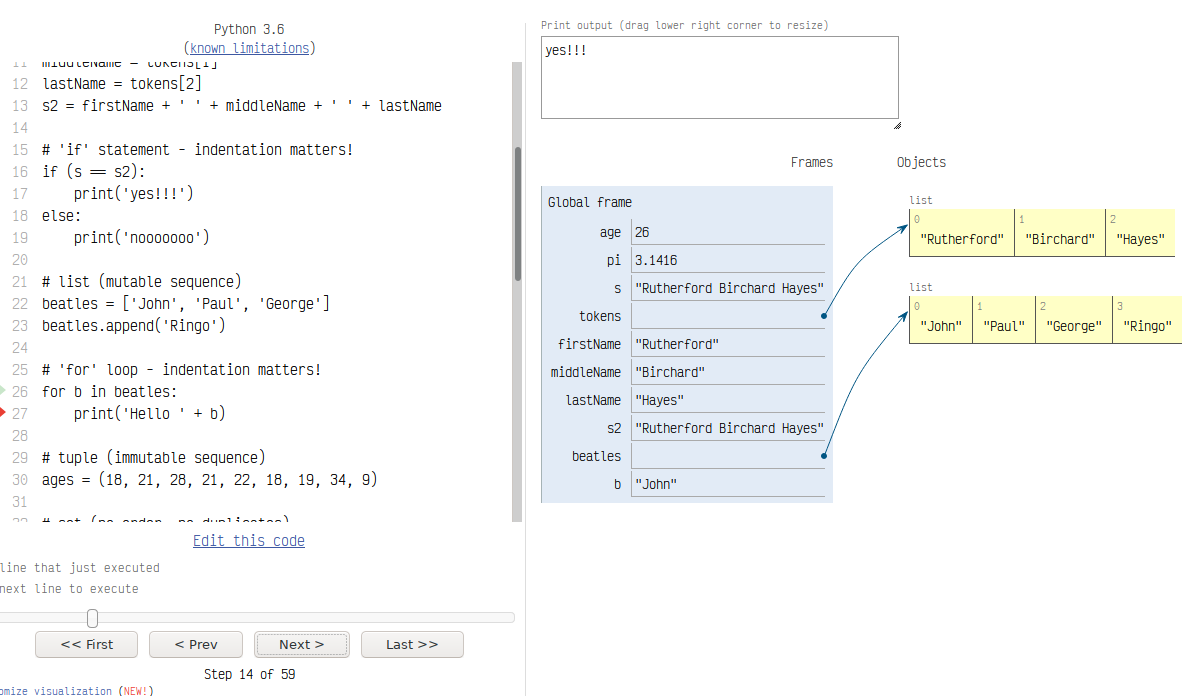 Python 3.6
(known limitations)
11 middleName = tokens[1]
12 lastName = tokens[2]
13 s2 = firstName + ' ' + middleName + ' ' + lastName
14
15 # 'if' statement - indentation matters!
16 if (s == s2):
17     print('yes!!!')
18 else:
19     print('nooooooo')
20
21 # list (mutable sequence)
22 beatles = ['John', 'Paul', 'George']
23 beatles.append('Ringo')
24
25 # 'for' loop - indentation matters!
26 for b in beatles:
27     print('Hello ' + b)
28
29 # tuple (immutable sequence)
30 ages = (18, 21, 28, 21, 22, 18, 19, 34, 9)
31
32 # set (no order, no duplicates)
Edit this code
line that just executed
next line to execute
<< First < Prev Next > Last >>
Step 14 of 59
omize visualization (NEW!)
Print output (drag lower right corner to resize)
yes!!!
Frames Objects
Global frame
age 26
pi 3.1416
s "Rutherford Birchard Hayes"
tokens
firstName "Rutherford"
middleName "Birchard"
lastName "Hayes"
s2 "Rutherford Birchard Hayes"
beatles
b "John"
list
0 1 2
"Rutherford" "Birchard" "Hayes"
list
0 1 2 3
"John" "Paul" "George" "Ringo"